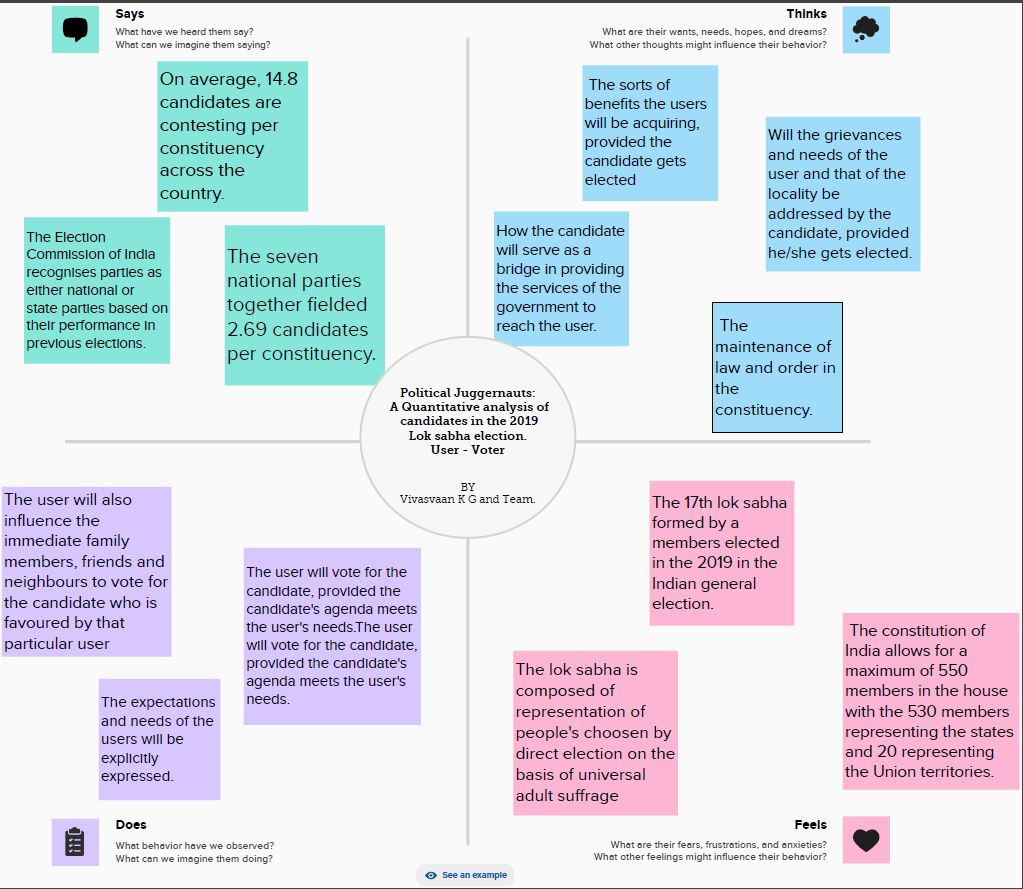 Says
What have we heard them say?
What can we imagine them saying?
On average, 14.8
candidates are
contesting per
constituency
across the
country.
The Election
Commission of India
recognises parties as
either national or
state parties based on
their performance in
previous elections.
The seven
national parties
together fielded
2.69 candidates
per constituency.
Thinks
What are their wants, needs, hopes, and dreams?
What other thoughts might influence their behavior?
The sorts of
benefits the users
will be acquiring,
provided the
candidate gets
elected
Will the grievances
and needs of the
user and that of the
locality be
addressed by the
candidate, provided
he/she gets elected.
How the candidate
will serve as a
bridge in providing
the services of the
government to
reach the user.
The
maintenance of
law and order in
the
constituency.
Political Juggernauts:
A Quantitative analysis of
candidates in the 2019
Lok sabha election.
User - Voter
BY
Vivasvaan K G and Team.
The user will also
influence the
immediate family
members, friends and
neighbours to vote for
the candidate who is
favoured by that
particular user
The user will vote for the
candidate, provided the
candidate's agenda meets
the user's needs.The user
will vote for the candidate,
provided the candidate's
agenda meets the user's
needs.
The expectations
and needs of the
users will be
explicitly
expressed.
Does
What behavior have we observed?
What can we imagine them doing?
The 17th lok sabha
formed by a
members elected
in the 2019 in the
Indian general
election.
The constitution of
India allows for a
maximum of 550
members in the house
with the 530 members
representing the states
and 20 representing
the Union territories.
The lok sabha is
composed of
representation of
people's choosen by
direct election on the
basis of universal
adult suffrage
Feels
What are their fears, frustrations, and anxieties?
What other feelings might influence their behavior?
See an example